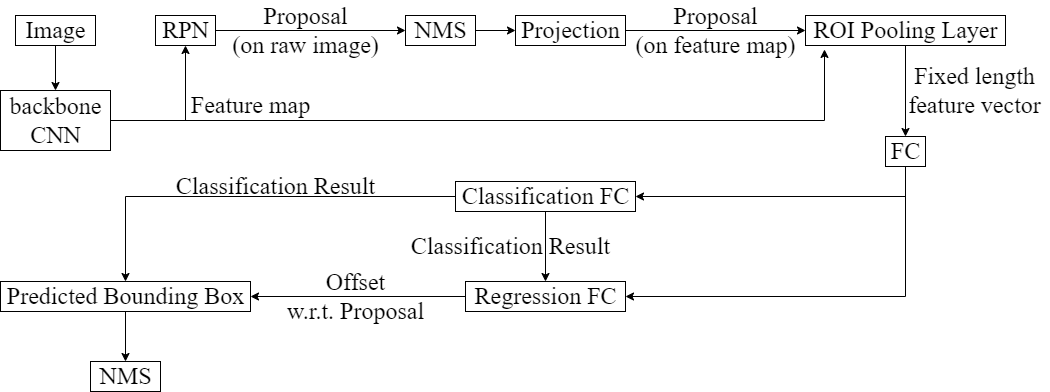 Image
RPN
Proposal
(on raw image)
NMS
Projection
Proposal
(on feature map)
ROI Pooling Layer
backbone
CNN
Feature map
Fixed length
feature vector
FC
Classification Result
Classification FC
Classification Result
Predicted Bounding Box
Offset
w.r.t. Proposal
Regression FC
NMS